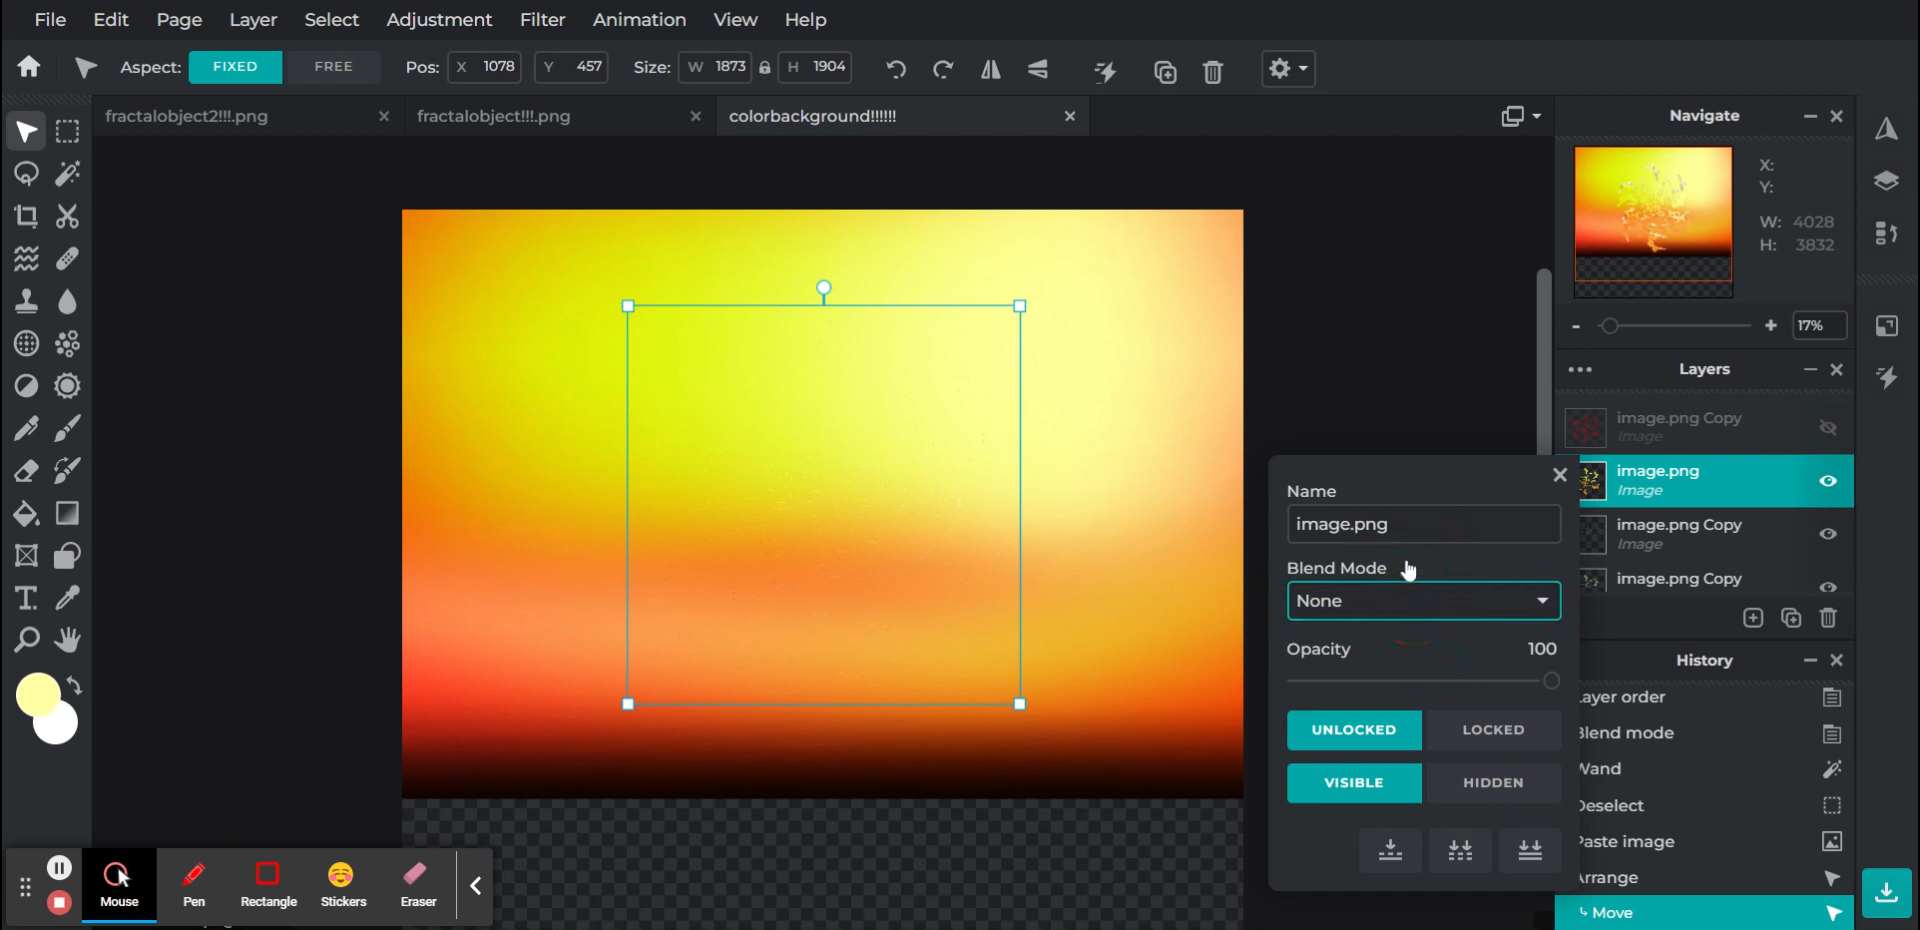 File Edit Page Layer Select Adjustment Filter Animation View Help
Aspect: FIXED FREE Pos: X 1078 Y 457 Size: W 1873 H 1904
fractalobject2!!!.png fractalobject!!!.png colorbackground!!!!!!
Navigate
X:
Y:
W: 4028
H: 3832
17%
Layers
image.png Copy
Image
image.png
Image
image.png Copy
Image
image.png Copy
Name
image.png
Blend Mode
None
Opacity 100
UNLOCKED LOCKED
VISIBLE HIDDEN
History
ayer order
Blend mode
Wand
Deselect
Paste image
Arrange
Move
Mouse Pen Rectangle Stickers Eraser